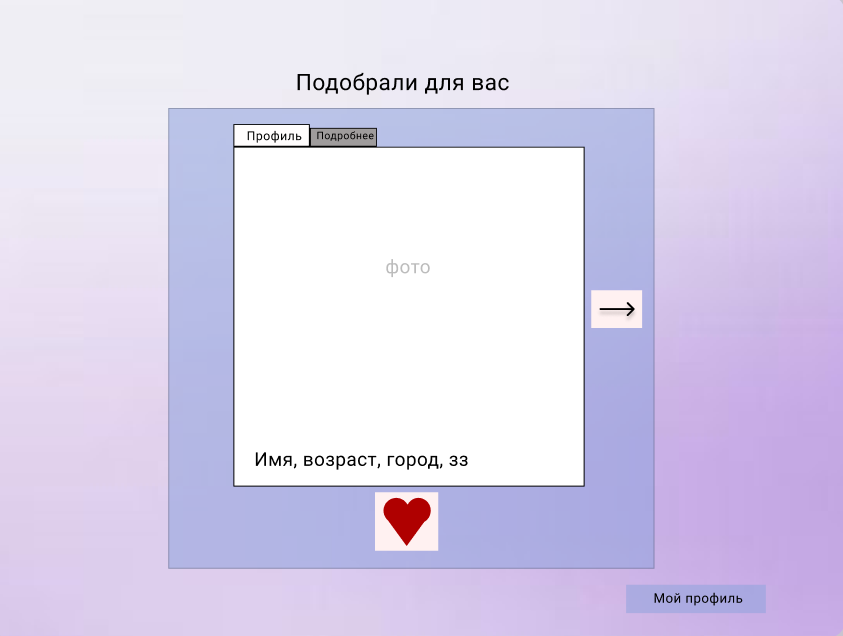 Подобрали для вас
Профиль
Подробнее
фото
Имя, возраст, город, зз
Мой профиль